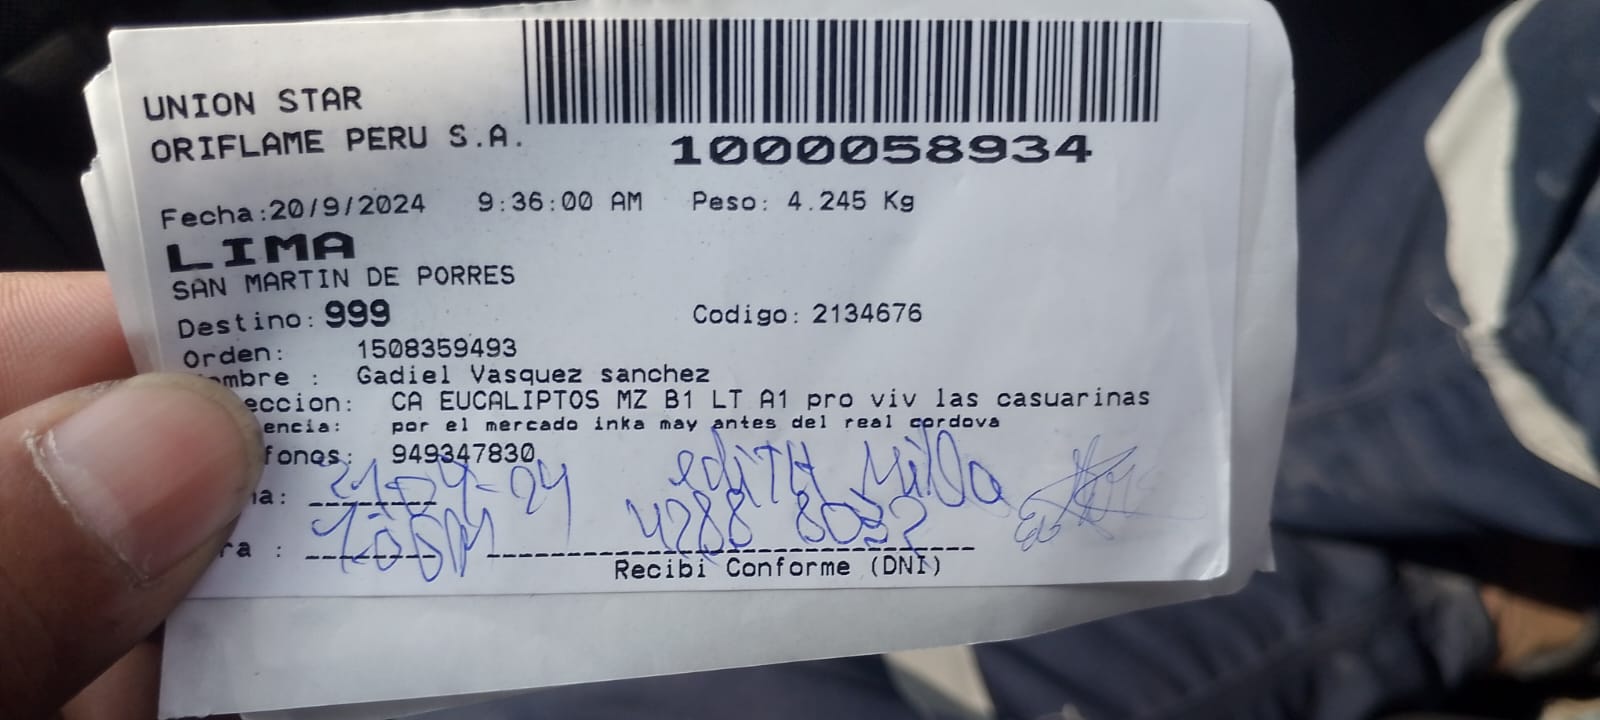 UNION STAR
ORIFLAME PERU S.A.
1000058934
Fecha:20/9/2024 9:36:00 AM Peso: 4.245 Kg
LIMA
SAN MARTIN DE PORRES
Destino: 999 Codigo: 2134676
Orden: 1508359493
mbre : Gadiel Vasquez sanchez
eccion: CA EUCALIPTOS MZ B1 LT A1 pro viv las casuarinas
encia: por el mercado inka may antes del real cordova
fonos: 949347830
a: edith Milla
ra : 4288 8032
Recibi Conforme (DNI)